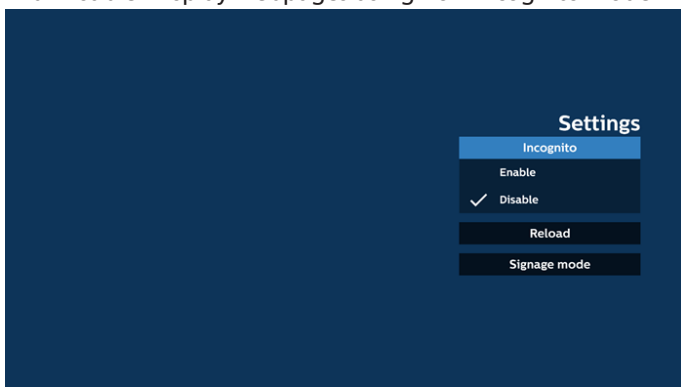 Settings
Incognito
Enable
Disable
Reload
Signage mode